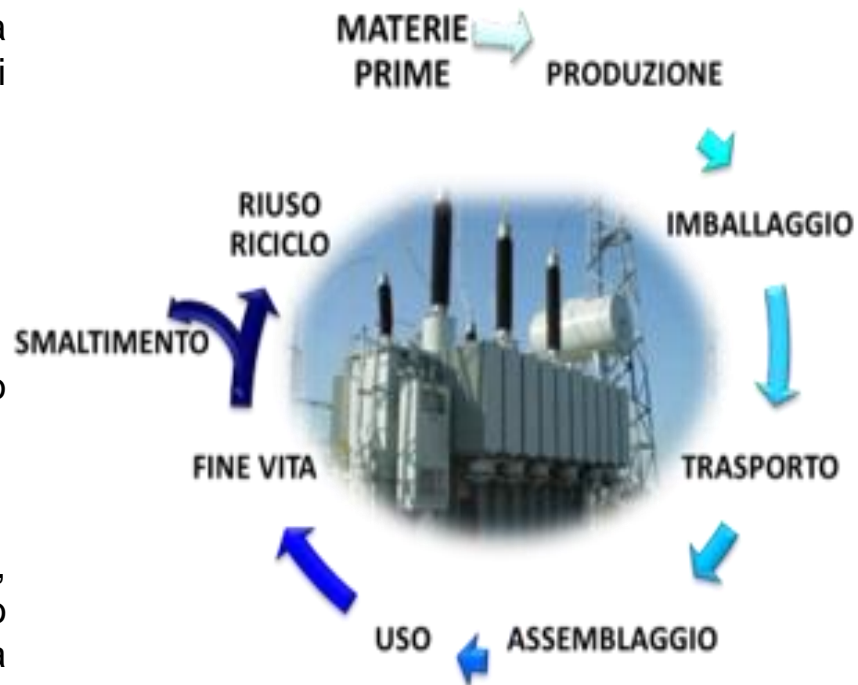 a
i
MATERIE
PRIME
PRODUZIONE
IMBALLAGGIO
RIUSO
RICICLO
SMALTIMENTO
o
FINE VITA
TRASPORTO
,
o
USO
ASSEMBLAGGIO
a